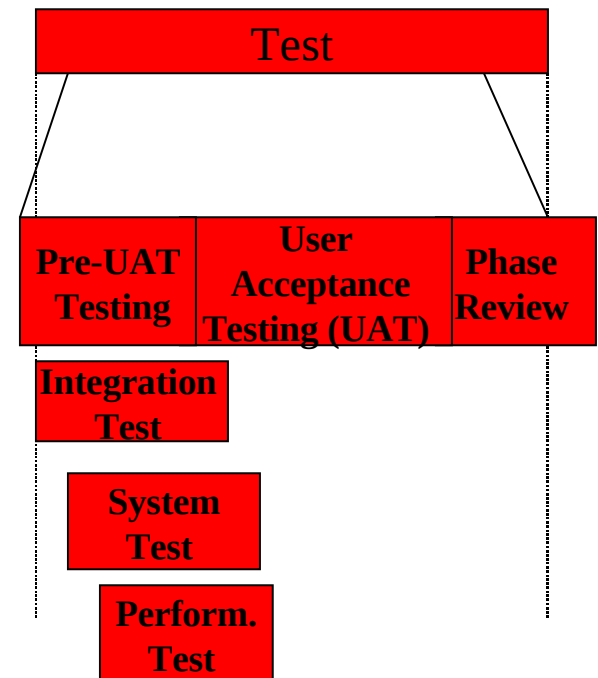 Test
Pre-UAT
Testing
User
Acceptance
Testing (UAT)
Phase
Review
Integration
Test
System
Test
Perform.
Test